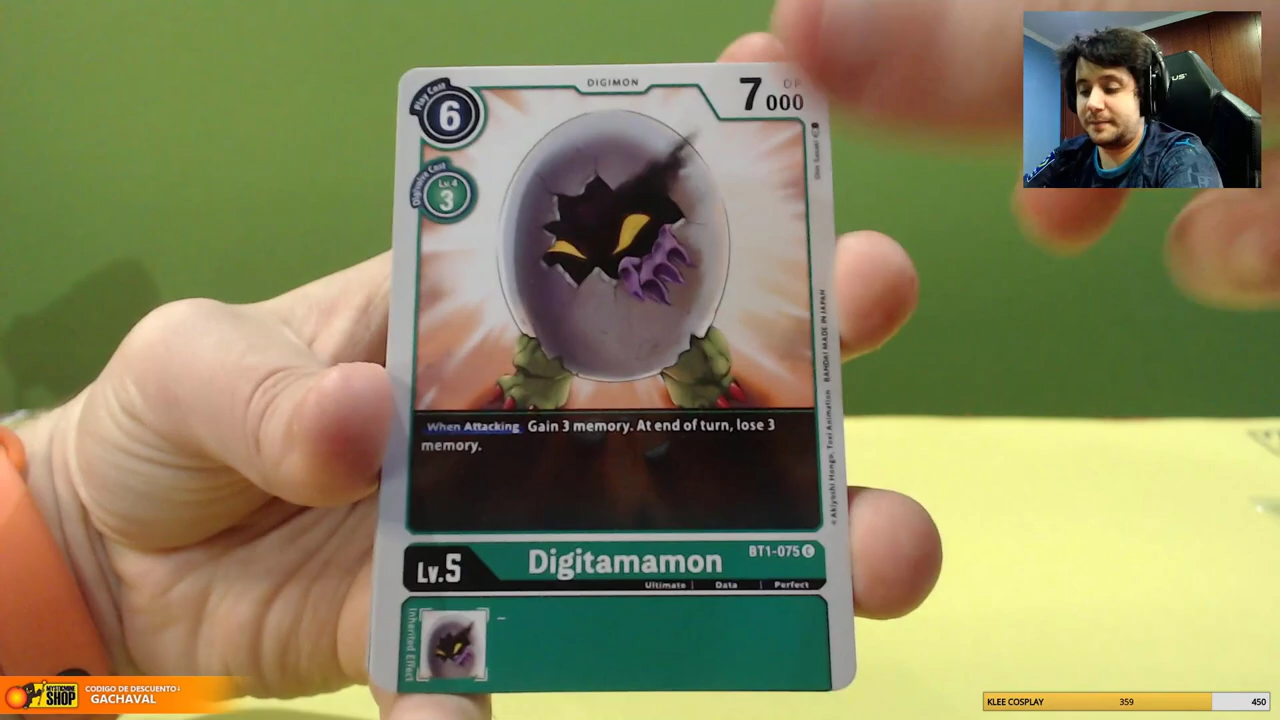 DIGIMON
Play Cost
6
7000
DP
Digivolve Cost
Lv.4
3
BANDAI MADE IN JAPAN
© Akiyoshi Hongo, Toei Animation
When Attacking Gain 3 memory. At end of turn, lose 3
memory.
Lv.5
Digitamamon
BT1-075 C
Ultimate | Data | Perfect
Inherited Effect
-
MYSTICMINE
SHOP
CODIGO DE DESCUENTO:
GACHAVAL
KLEE COSPLAY 359 450